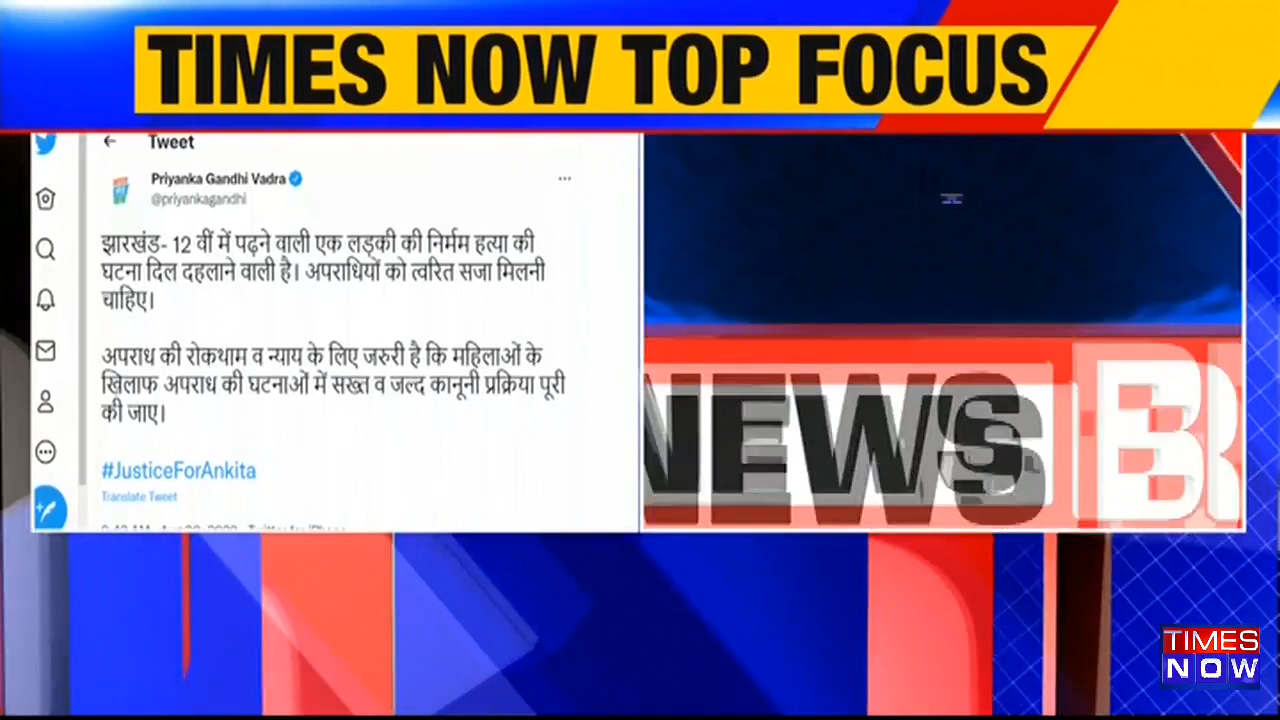 TIMES NOW TOP FOCUS
Tweet
Priyanka Gandhi Vadra
@priyankagandhi
झारखंड- 12 वीं में पढ़ने वाली एक लड़की की निर्मम हत्या की
घटना दिल दहलाने वाली है। अपराधियों को त्वरित सजा मिलनी
चाहिए।
अपराध की रोकथाम व न्याय के लिए जरुरी है कि महिलाओं के
खिलाफ अपराध की घटनाओं में सख्त व जल्द कानूनी प्रक्रिया पूरी
की जाए।
#JusticeForAnkita
Translate Tweet
NEWS
TIMES
NOW